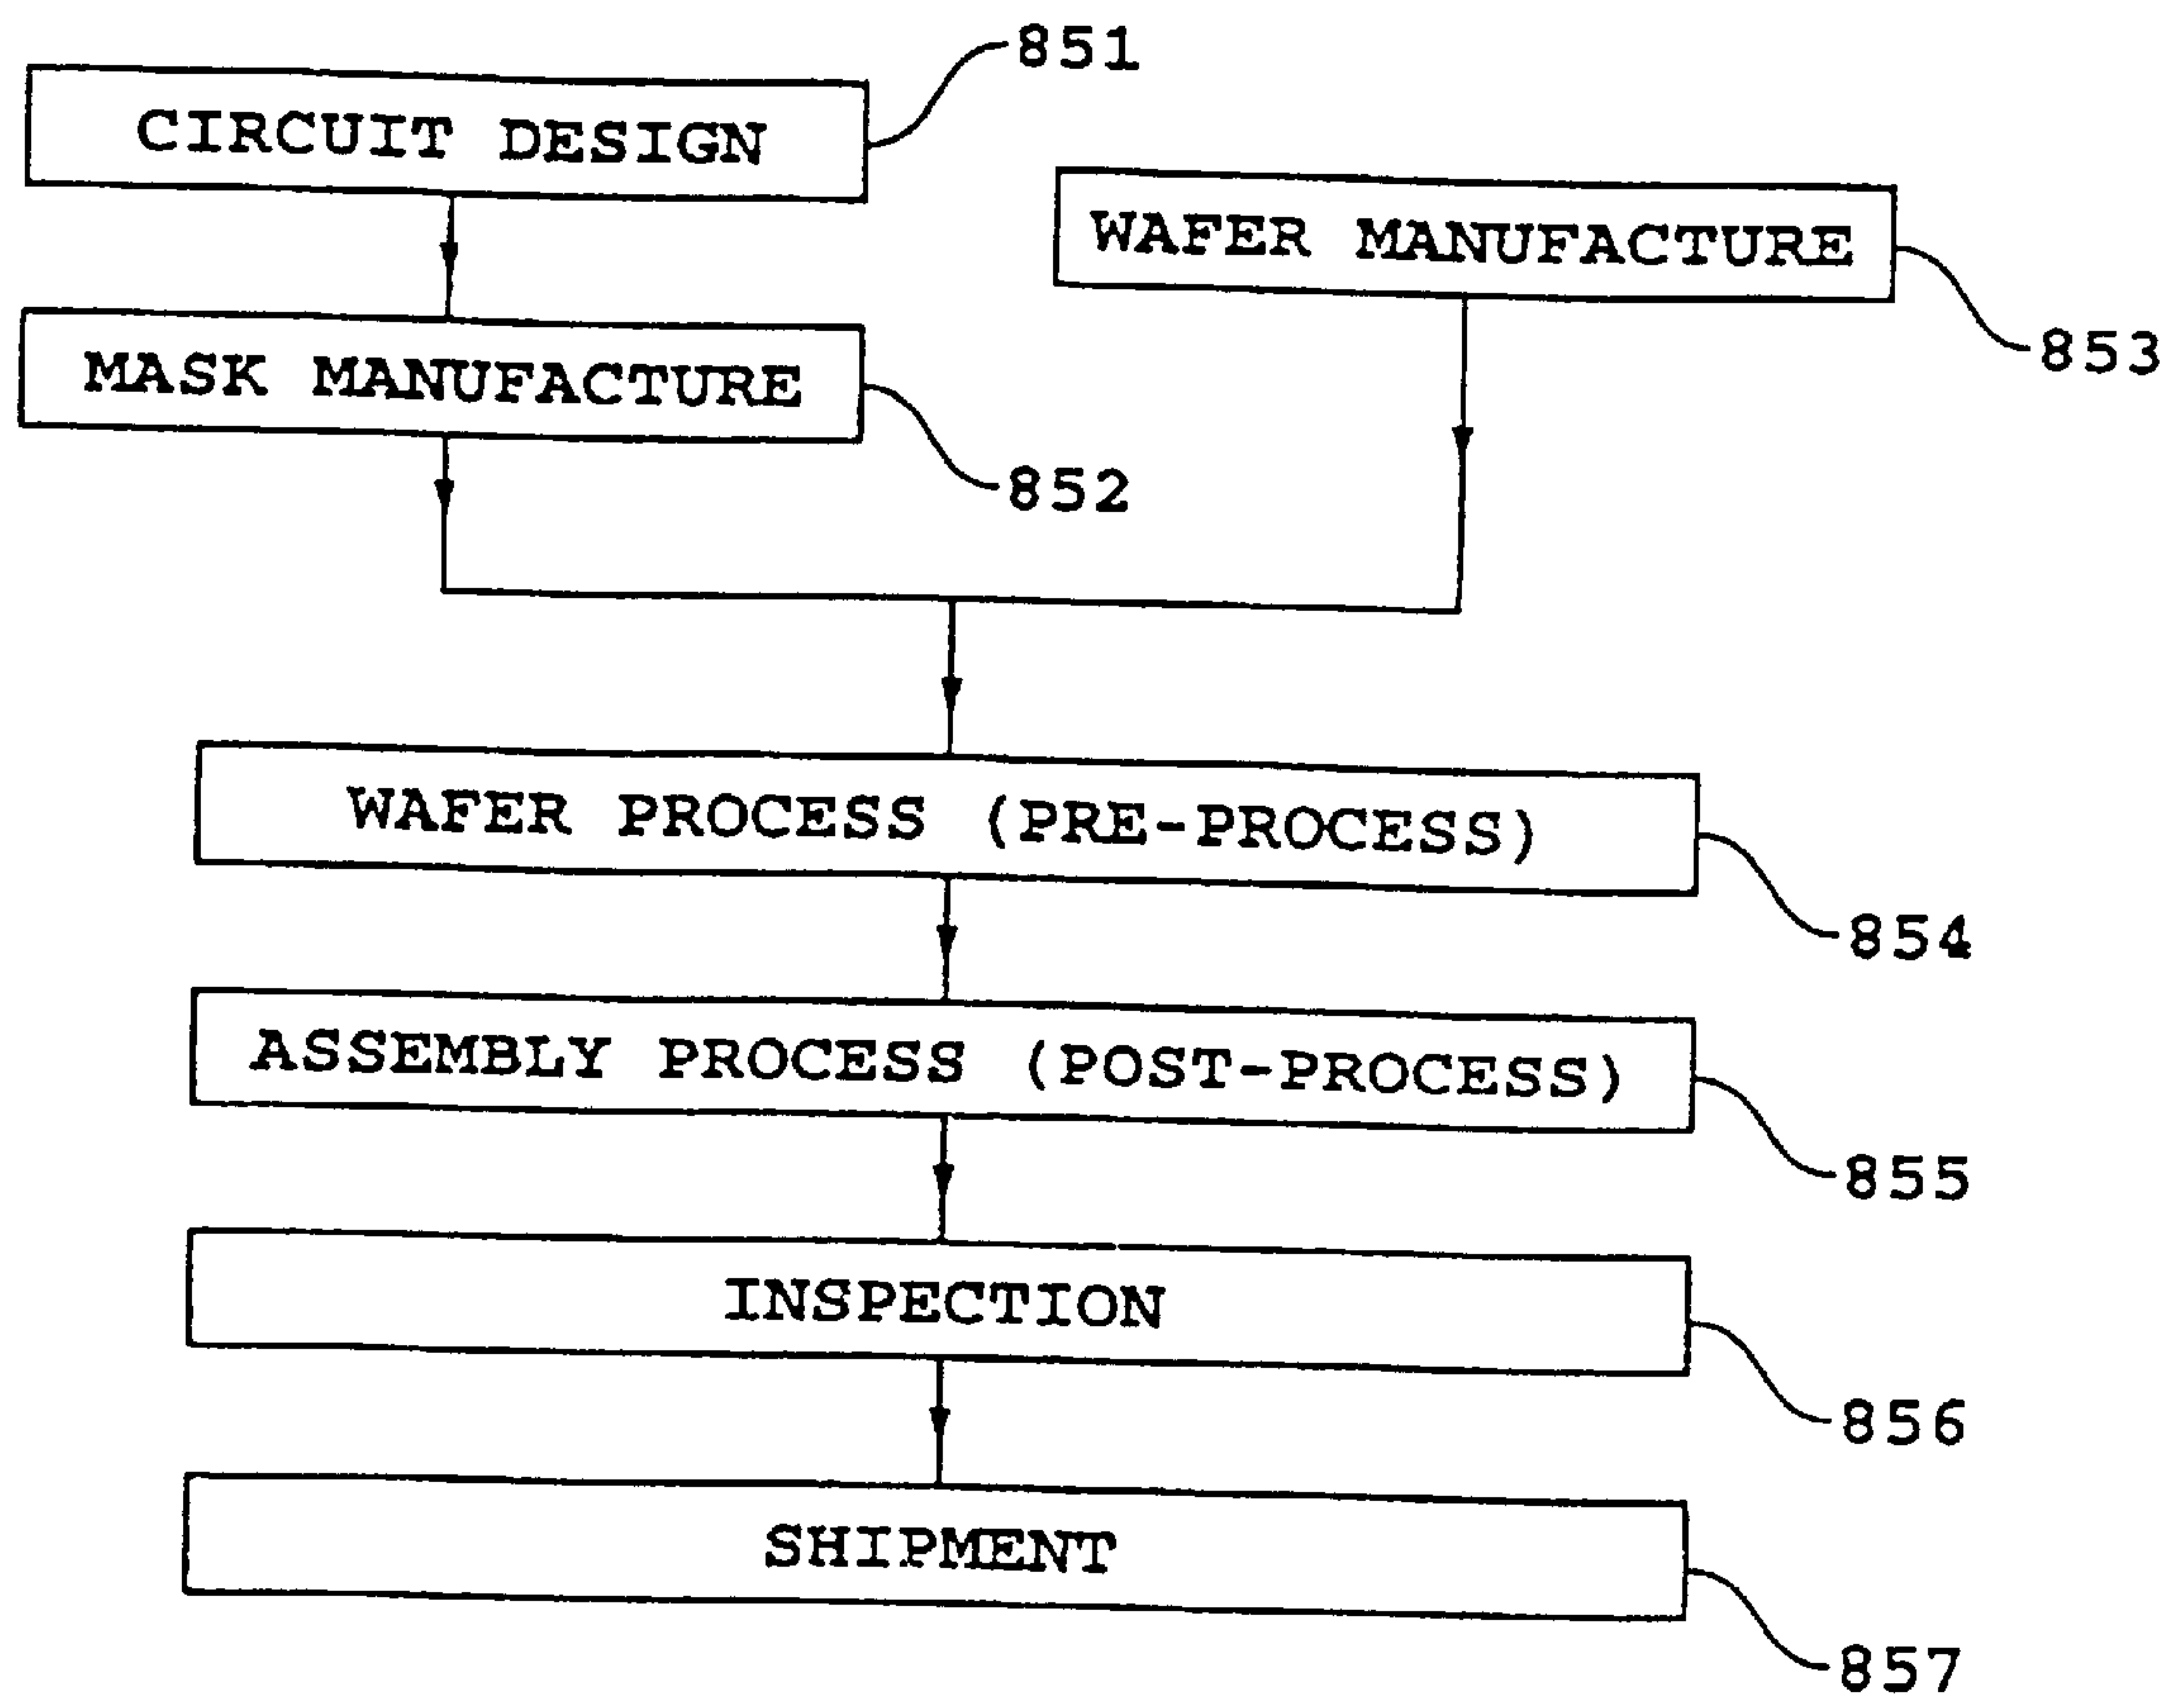 851
CIRCUIT DESIGN
WAFER MANUFACTURE
853
MASK MANUFACTURE
852
WAFER PROCESS (PRE-PROCESS)
854
ASSEMBLY PROCESS (POST-PROCESS)
855
INSPECTION
856
SHIPMENT
857